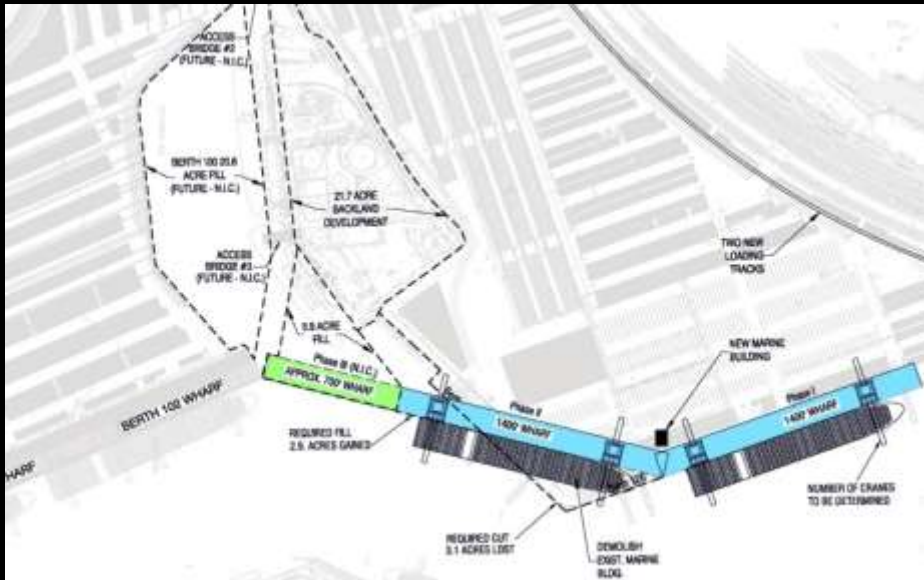 ACCESS
BRIDGE #2
(FUTURE - N.I.C.)
BERTH 100 20.8
ACRE FILL
(FUTURE - N.I.C.)
21.7 ACRE
BACKLAND
DEVELOPMENT
ACCESS
BRIDGE #3
(FUTURE - N.I.C.)
TWO NEW
LOADING
TRACKS
0.9 ACRE
FILL
Phase III (N.I.C.)
APPROX. 750' WHARF
NEW MARINE
BUILDING
BERTH 102 WHARF
Phase II
1400' WHARF
Phase I
1400' WHARF
REQUIRED FILL
2.5. ACRES GAINED
WHARF
NUMBER OF CRANES
TO BE DETERMINED
REQUIRED CUT
3.1 ACRES LOST
DEMOLISH
EXIST. MARINE
BLDG.